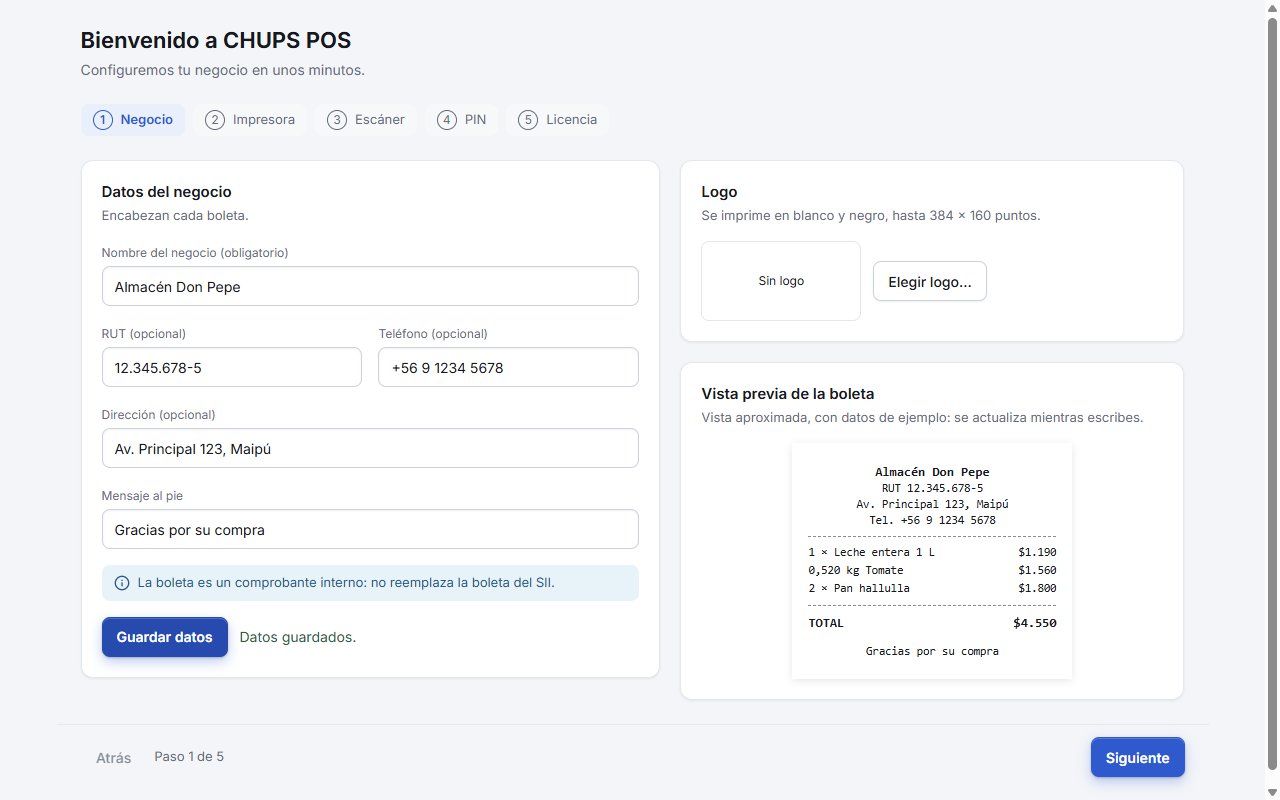 Bienvenido a CHUPS POS
Configuremos tu negocio en unos minutos.
1 Negocio
2 Impresora
3 Escáner
4 PIN
5 Licencia
Datos del negocio
Encabezan cada boleta.
Nombre del negocio (obligatorio)
Almacén Don Pepe
RUT (opcional)
12.345.678-5
Teléfono (opcional)
+56 9 1234 5678
Dirección (opcional)
Av. Principal 123, Maipú
Mensaje al pie
Gracias por su compra
La boleta es un comprobante interno: no reemplaza la boleta del SII.
Guardar datos
Datos guardados.
Logo
Se imprime en blanco y negro, hasta 384 × 160 puntos.
Sin logo
Elegir logo...
Vista previa de la boleta
Vista aproximada, con datos de ejemplo: se actualiza mientras escribes.
Almacén Don Pepe
RUT 12.345.678-5
Av. Principal 123, Maipú
Tel. +56 9 1234 5678
1 × Leche entera 1 L $1.190
0,520 kg Tomate $1.560
2 × Pan hallulla $1.800
TOTAL $4.550
Gracias por su compra
Atrás
Paso 1 de 5
Siguiente